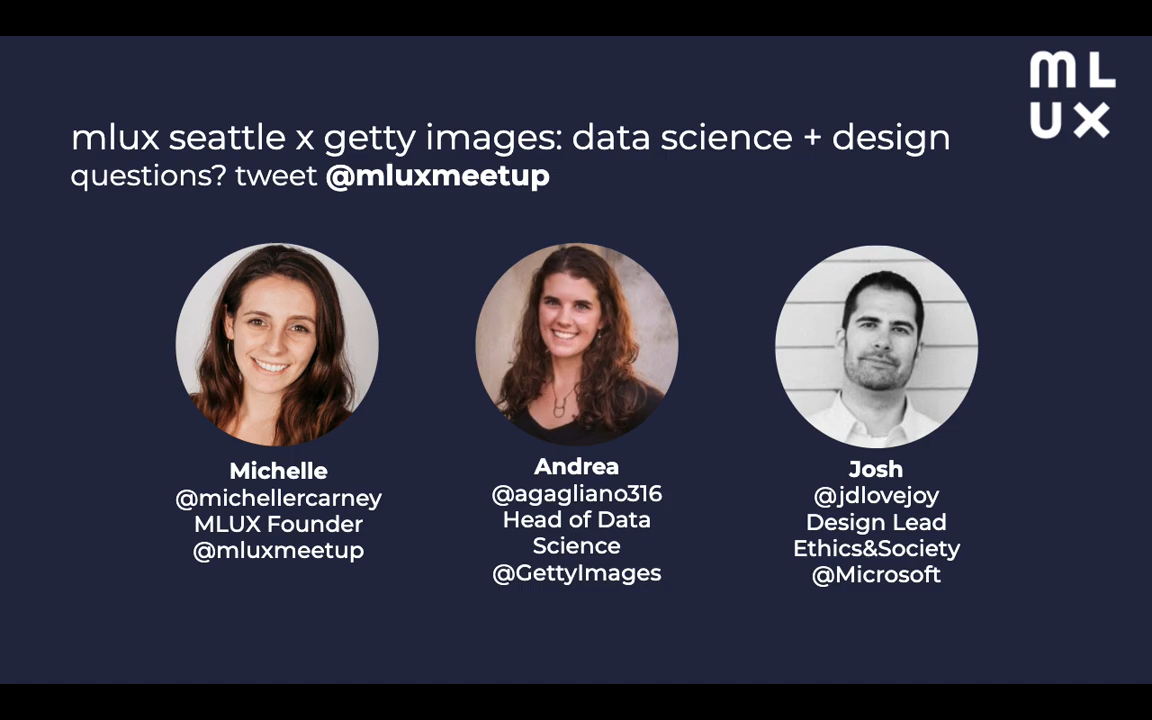 mL
UX
mlux seattle x getty images: data science + design
questions? tweet @mluxmeetup
Michelle
@michellercarney
MLUX Founder
@mluxmeetup
Andrea
@agagliano316
Head of Data
Science
@GettyImages
Josh
@jdlovejoy
Design Lead
Ethics&Society
@Microsoft